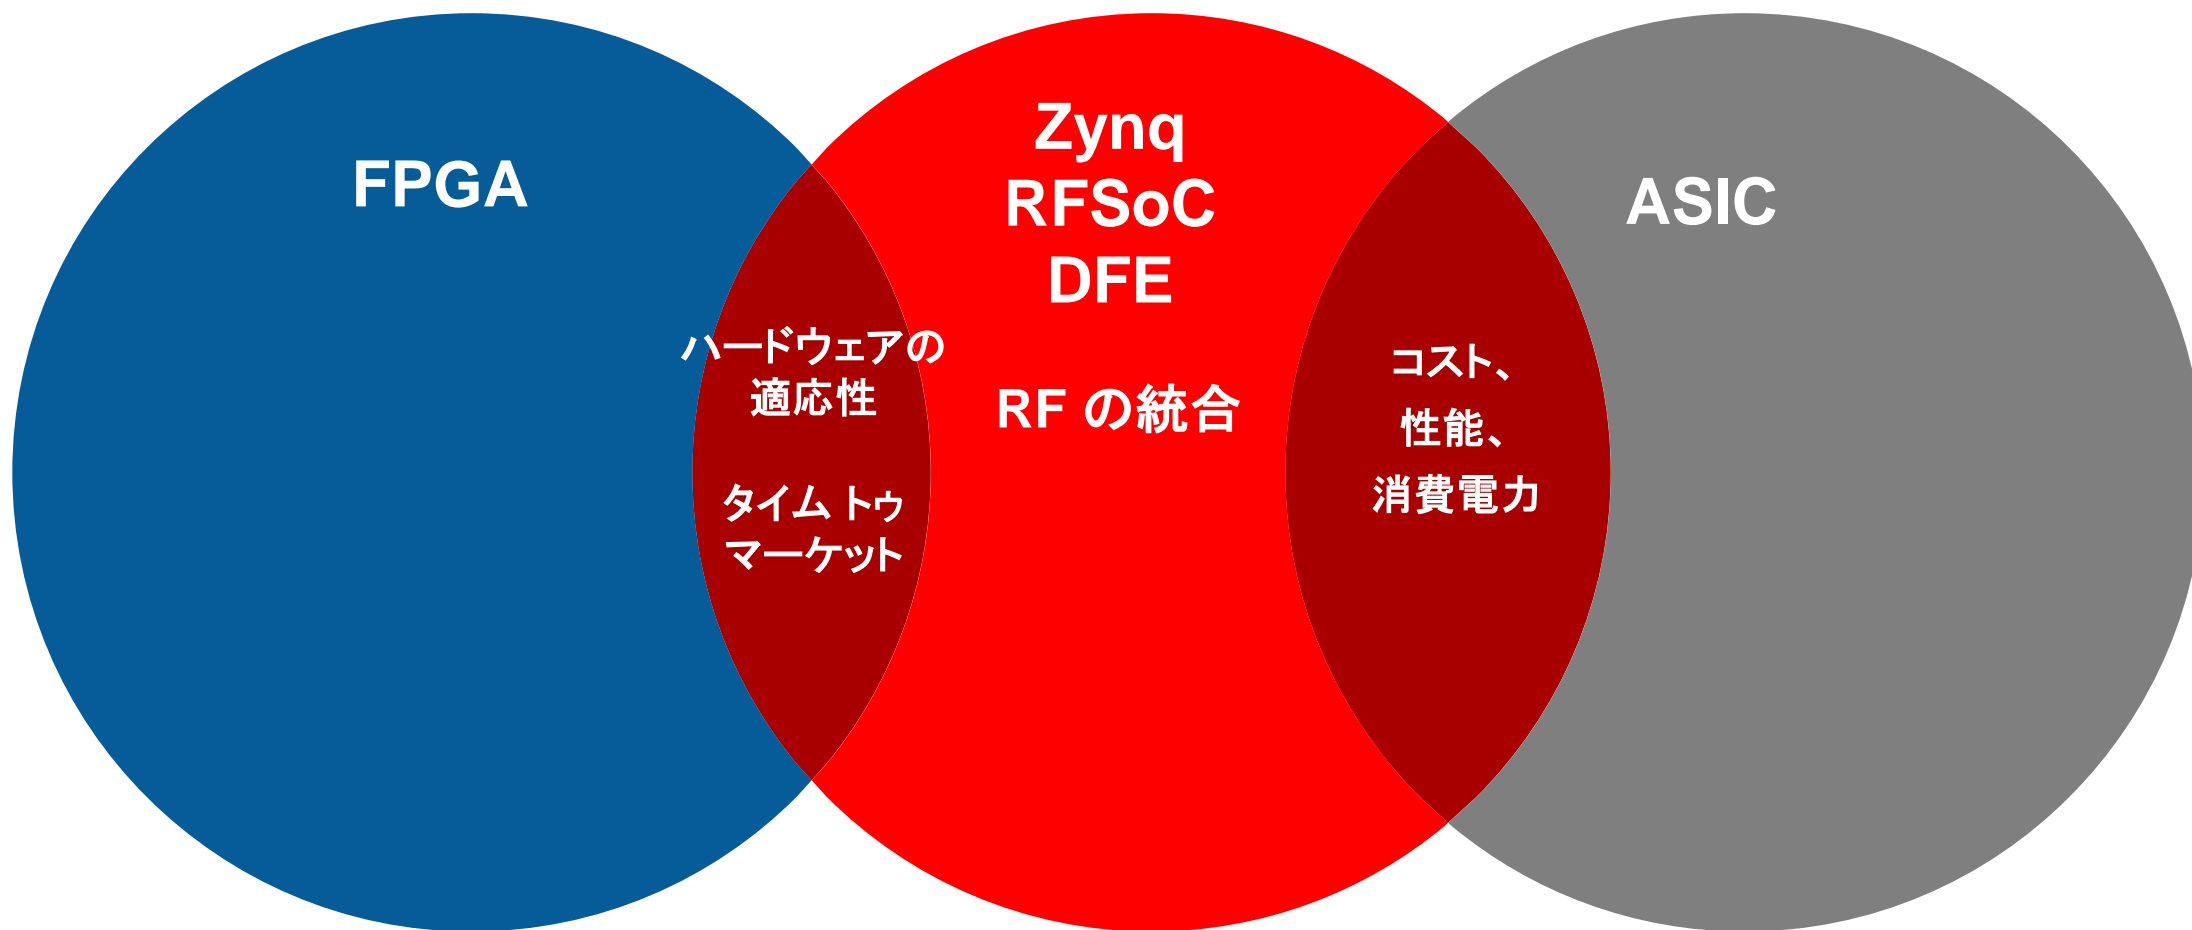 FPGA
ハードウェアの
適応性
タイム トゥ
マーケット
Zynq
RFSoC
DFE
RF の統合
コスト、
性能、
消費電力
ASIC